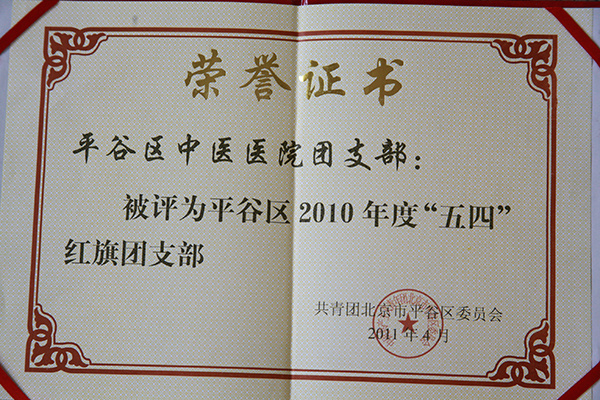 荣誉证书
平谷区中医医院团支部：
被评为平谷区2010年度“五四”
红旗团支部
共青团北京市平谷区委员会
2011年4月